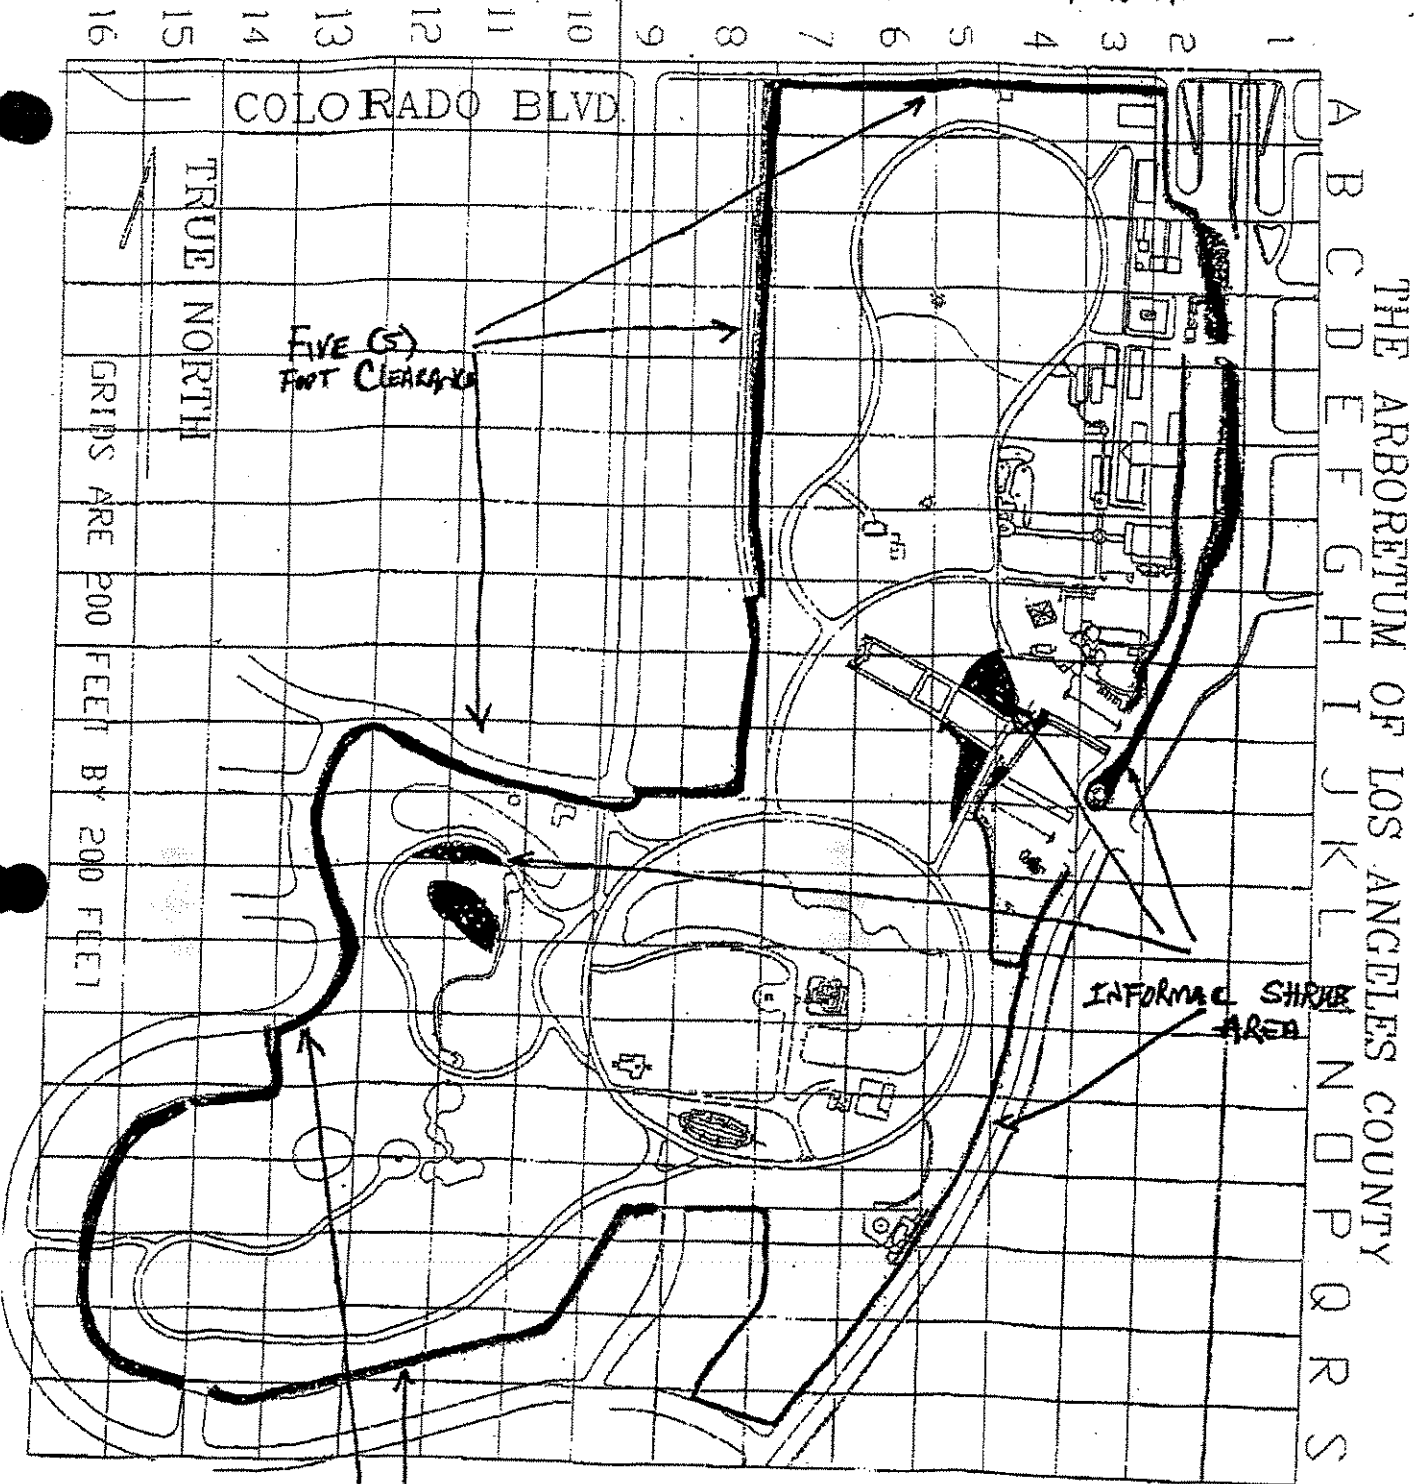 THE ARBORETUM OF LOS ANGELES COUNTY
A B C D E F G H I J K L M N O P Q R S
16 15 14 13 12 11 10 9 8 7 6 5 4 3 2 1
COLORADO BLVD.
TRUE NORTH
GRIDS ARE 200 FEET BY 200 FEET
FIVE (5)
FOOT CLEARANCE
INFORMAL SHRUB
AREA